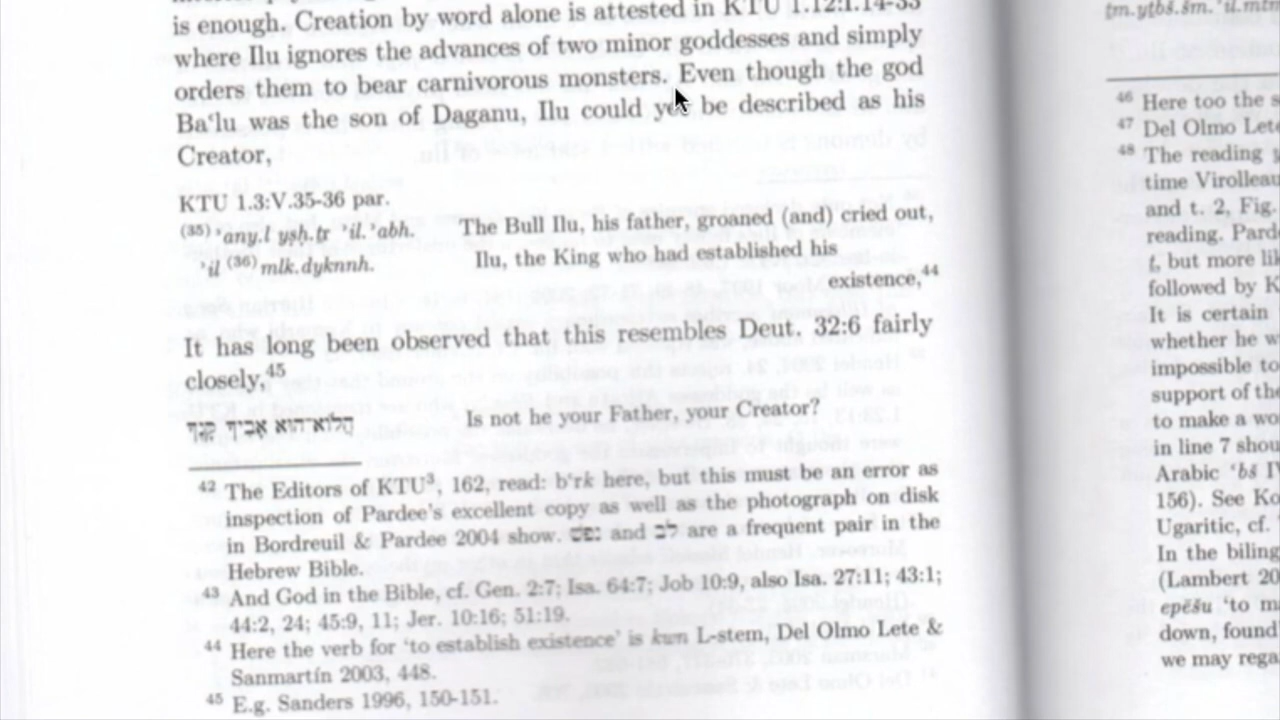 is enough. Creation by word alone is attested in KTU 1.12:I.14-33
where Ilu ignores the advances of two minor goddesses and simply
orders them to bear carnivorous monsters. Even though the god
Ba‘lu was the son of Daganu, Ilu could yet be described as his
Creator,
KTU 1.3:V.35-36 par.
(35) ’any.l yṣḥ.ṯr ’il.’abh.
The Bull Ilu, his father, groaned (and) cried out,
’il (36) mlk.dyknnh.
Ilu, the King who had established his
existence,44
It has long been observed that this resembles Deut. 32:6 fairly
closely,45
הֲלוֹא־הוּא אָבִיךָ קָּנֶךָ
Is not he your Father, your Creator?
42 The Editors of KTU3, 162, read: b‘rk here, but this must be an error as
inspection of Pardee's excellent copy as well as the photograph on disk
in Bordreuil & Pardee 2004 show. נפשׁ and לב are a frequent pair in the
Hebrew Bible.
43 And God in the Bible, cf. Gen. 2:7; Isa. 64:7; Job 10:9, also Isa. 27:11; 43:1;
44:2, 24; 45:9, 11; Jer. 10:16; 51:19.
44 Here the verb for ‘to establish existence’ is kwn L-stem, Del Olmo Lete &
Sanmartín 2003, 448.
45 E.g. Sanders 1996, 150-151.
tm.ytbš.šm.’il.mtm
46 Here too the s
47 Del Olmo Lete
48 The reading y
time Virolleau
and t. 2, Fig.
reading. Pard
ṭ, but more lik
followed by K
It is certain
whether he w
impossible to
support of the
to make a wo
in line 7 shou
Arabic ‘bš IV
156). See Ko
Ugaritic, cf.
In the biling
(Lambert 20
epēšu ‘to m
down, found
we may rega